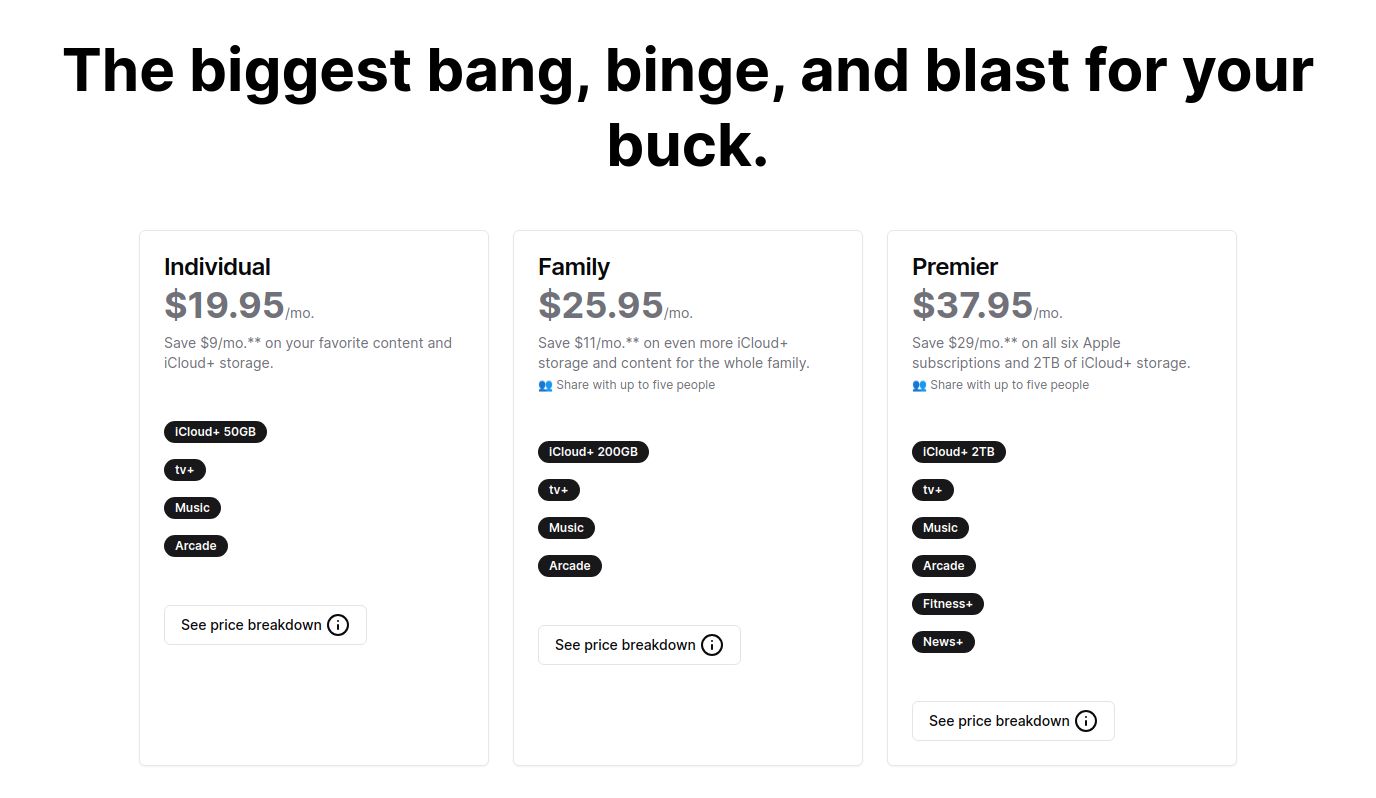 The biggest bang, binge, and blast for your
buck.
Individual
$19.95/mo.
Save $9/mo.** on your favorite content and
iCloud+ storage.
iCloud+ 50GB
tv+
Music
Arcade
See price breakdown
Family
$25.95/mo.
Save $11/mo.** on even more iCloud+
storage and content for the whole family.
👥 Share with up to five people
iCloud+ 200GB
tv+
Music
Arcade
See price breakdown
Premier
$37.95/mo.
Save $29/mo.** on all six Apple
subscriptions and 2TB of iCloud+ storage.
👥 Share with up to five people
iCloud+ 2TB
tv+
Music
Arcade
Fitness+
News+
See price breakdown